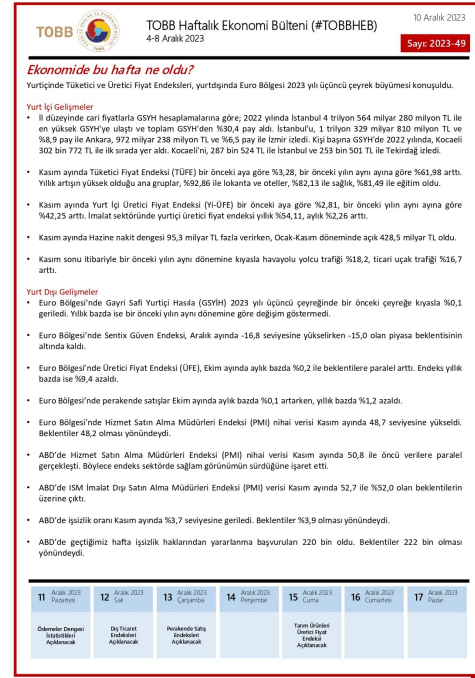 10 Aralık 2023
TOBB
TOBB Haftalık Ekonomi Bülteni (#TOBBHEB)
4-8 Aralık 2023
Sayı: 2023-49
Ekonomide bu hafta ne oldu?
Yurtiçinde Tüketici ve Üretici Fiyat Endeksleri, yurtdışında Euro Bölgesi 2023 yılı üçüncü çeyrek büyümesi konuşuldu.
Yurt İçi Gelişmeler
• İl düzeyinde cari fiyatlarla GSYH hesaplamalarına göre; 2022 yılında İstanbul 4 trilyon 564 milyar 280 milyon TL ile
en yüksek GSYH'ye ulaştı ve toplam GSYH'den %30,4 pay aldı. İstanbul'u, 1 trilyon 329 milyar 810 milyon TL ve
%8,9 pay ile Ankara, 972 milyar 238 milyon TL ve %6,5 pay ile İzmir izledi. Kişi başına GSYH'de 2022 yılında, Kocaeli
302 bin 772 TL ile ilk sırada yer aldı. Kocaeli'ni, 287 bin 524 TL ile İstanbul ve 253 bin 501 TL ile Tekirdağ izledi.
• Kasım ayında Tüketici Fiyat Endeksi (TÜFE) bir önceki aya göre %3,28, bir önceki yılın aynı ayına göre %61,98 arttı.
Yıllık artışın yüksek olduğu ana gruplar, %92,86 ile lokanta ve oteller, %82,13 ile sağlık, %81,49 ile eğitim oldu.
• Kasım ayında Yurt İçi Üretici Fiyat Endeksi (Yi-ÜFE) bir önceki aya göre %2,81, bir önceki yılın aynı ayına göre
%42,25 arttı. İmalat sektöründe yurtiçi üretici fiyat endeksi yıllık %54,11, aylık %2,26 arttı.
• Kasım ayında Hazine nakit dengesi 95,3 milyar TL fazla verirken, Ocak-Kasım döneminde açık 428,5 milyar TL oldu.
• Kasım sonu itibariyle bir önceki yılın aynı dönemine kıyasla havayolu yolcu trafiği %18,2, ticari uçak trafiği %16,7
arttı.
Yurt Dışı Gelişmeler
• Euro Bölgesi'nde Gayri Safi Yurtiçi Hasıla (GSYİH) 2023 yılı üçüncü çeyreğinde bir önceki çeyreğe kıyasla %0,1
geriledi. Yıllık bazda ise bir önceki yılın aynı dönemine göre değişim göstermedi.
• Euro Bölgesi'nde Sentix Güven Endeksi, Aralık ayında -16,8 seviyesine yükselirken -15,0 olan piyasa beklentisinin
altında kaldı.
• Euro Bölgesi'nde Üretici Fiyat Endeksi (ÜFE), Ekim ayında aylık bazda %0,2 ile beklentilere paralel arttı. Endeks yıllık
bazda ise %9,4 azaldı.
• Euro Bölgesi'nde perakende satışlar Ekim ayında aylık bazda %0,1 artarken, yıllık bazda %1,2 azaldı.
• Euro Bölgesi'nde Hizmet Satın Alma Müdürleri Endeksi (PMI) nihai verisi Kasım ayında 48,7 seviyesine yükseldi.
Beklentiler 48,2 olması yönündeydi.
• ABD'de Hizmet Satın Alma Müdürleri Endeksi (PMI) nihai verisi Kasım ayında 50,8 ile öncü verilere paralel
gerçekleşti. Böylece endeks sektörde sağlam görünümün sürdüğüne işaret etti.
• ABD'de ISM İmalat Dışı Satın Alma Müdürleri Endeksi (PMI) verisi Kasım ayında 52,7 ile %52,0 olan beklentilerin
üzerine çıktı.
• ABD'de işsizlik oranı Kasım ayında %3,7 seviyesine geriledi. Beklentiler %3,9 olması yönündeydi.
• ABD'de geçtiğimiz hafta işsizlik haklarından yararlanma başvuruları 220 bin oldu. Beklentiler 222 bin olması
yönündeydi.
11 Aralık 2023 Pazartesi
12 Aralık 2023 Salı
13 Aralık 2023 Çarşamba
14 Aralık 2023 Perşembe
15 Aralık 2023 Cuma
16 Aralık 2023 Cumartesi
17 Aralık 2023 Pazar
Ödemeler Dengesi
İstatistikleri
Açıklanacak
Dış Ticaret
Endeksleri
Açıklanacak
Perakende Satış
Endeksleri
Açıklanacak
Tarım Ürünleri
Üretici Fiyat
Endeksi
Açıklanacak